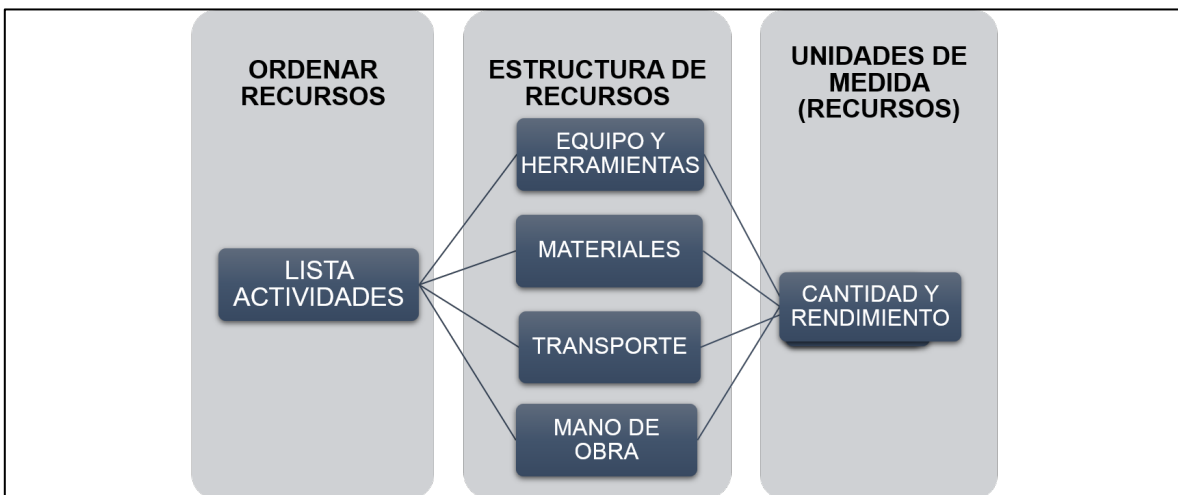 ORDENAR
RECURSOS
LISTA
ACTIVIDADES
ESTRUCTURA DE
RECURSOS
EQUIPO Y
HERRAMIENTAS
MATERIALES
TRANSPORTE
MANO DE
OBRA
UNIDADES DE
MEDIDA
(RECURSOS)
CANTIDAD Y
RENDIMIENTO